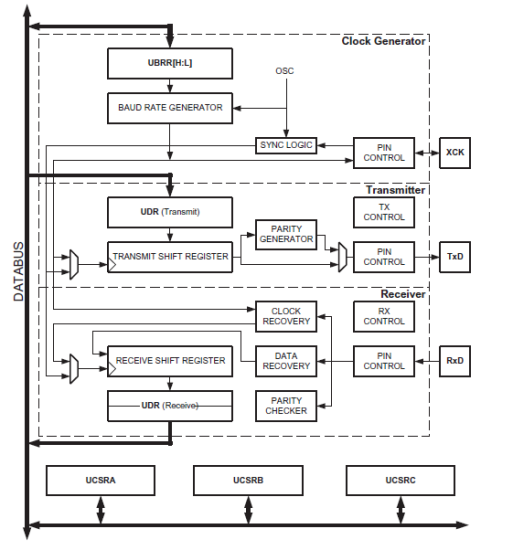 Clock Generator
UBRR[H:L]
OSC
BAUD RATE GENERATOR
SYNC LOGIC
PIN
CONTROL
XCK
Transmitter
UDR (Transmit)
TX
CONTROL
PARITY
GENERATOR
TRANSMIT SHIFT REGISTER
PIN
CONTROL
TxD
DATABUS
Receiver
CLOCK
RECOVERY
RX
CONTROL
RECEIVE SHIFT REGISTER
DATA
RECOVERY
PIN
CONTROL
RxD
UDR (Receive)
PARITY
CHECKER
UCSRA
UCSRB
UCSRC